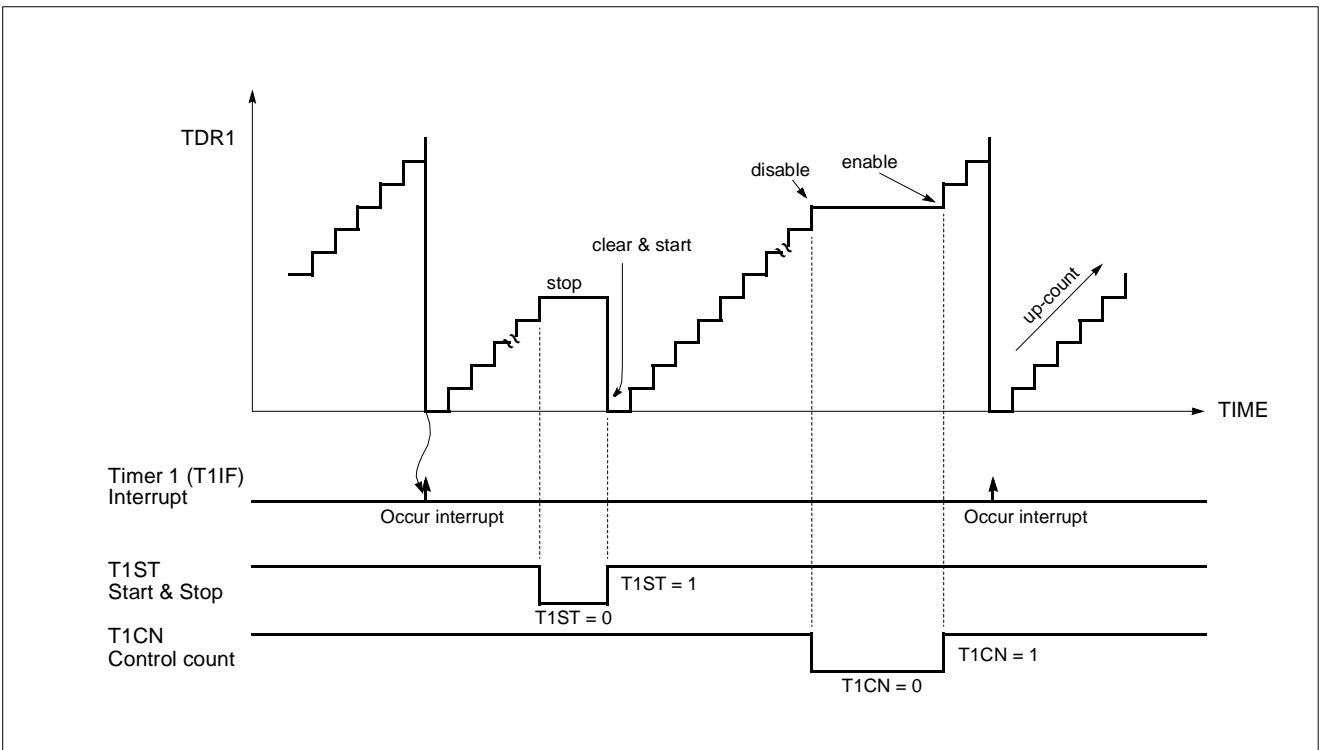 TDR1
disable
enable
clear & start
stop
up-count
TIME
Timer 1 (T1IF)
Interrupt
Occur interrupt
Occur interrupt
T1ST
Start & Stop
T1ST = 1
T1ST = 0
T1CN
Control count
T1CN = 1
T1CN = 0